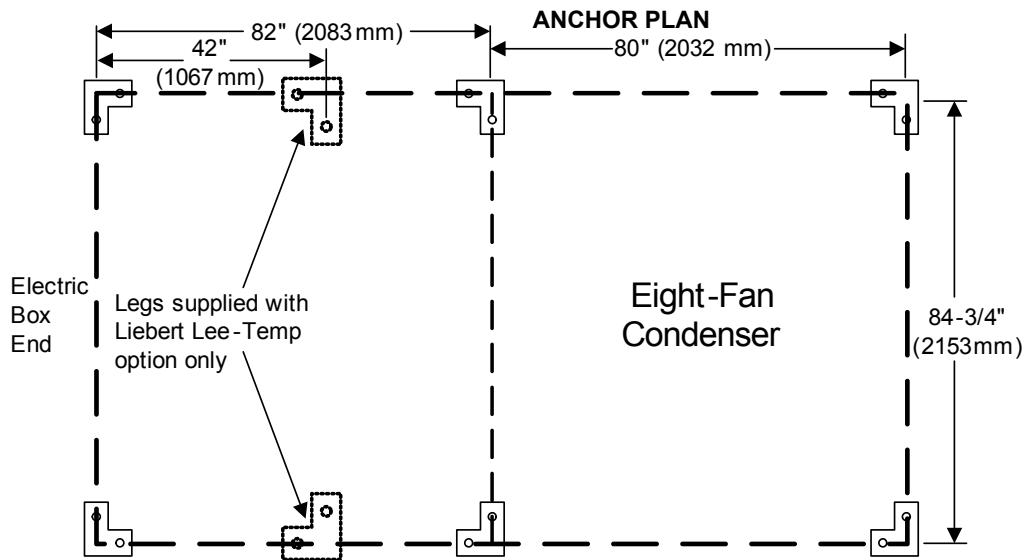 ANCHOR PLAN
82" (2083 mm)
80" (2032 mm)
42"
(1067 mm)
Electric
Box
End
Legs supplied with
Liebert Lee-Temp
option only
Eight-Fan
Condenser
84-3/4"
(2153mm)